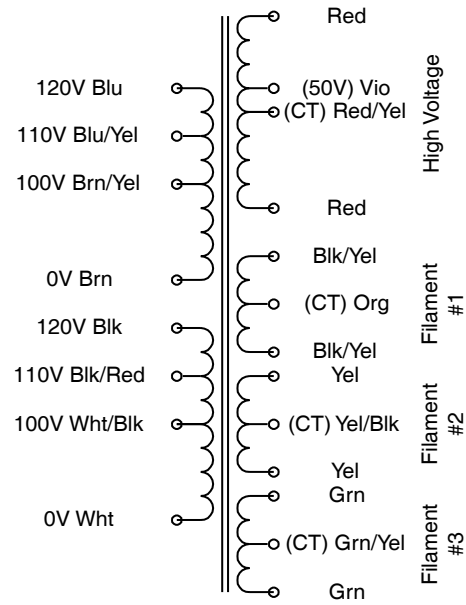 Red
120V Blu
(50V) Vio
(CT) Red/Yel
110V Blu/Yel
100V Brn/Yel
Red
High Voltage
0V Brn
Blk/Yel
(CT) Org
Blk/Yel
Filament
#1
120V Blk
110V Blk/Red
100V Wht/Blk
0V Wht
Yel
(CT) Yel/Blk
Yel
Filament
#2
Grn
(CT) Grn/Yel
Grn
Filament
#3